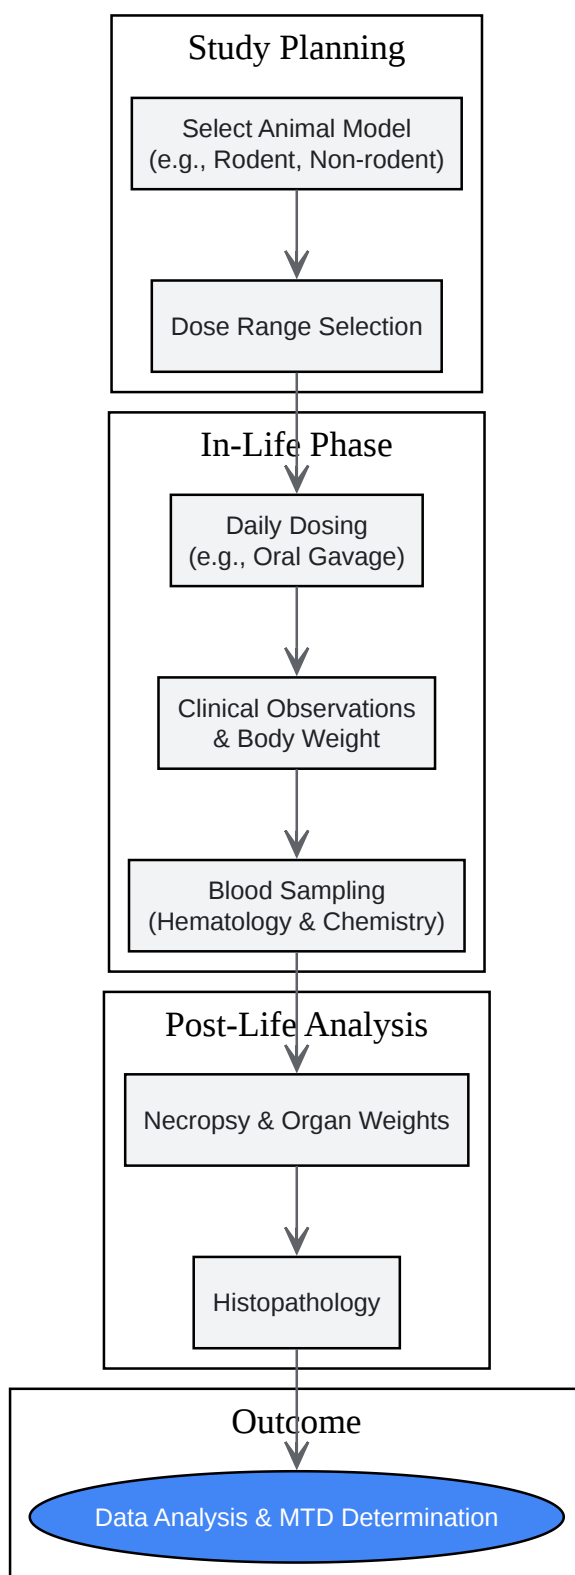 Study Planning
Select Animal Model
(e.g., Rodent, Non-rodent)
Dose Range Selection
In-Life Phase
Daily Dosing
(e.g., Oral Gavage)
Clinical Observations
& Body Weight
Blood Sampling
(Hematology & Chemistry)
Post-Life Analysis
Necropsy & Organ Weights
Histopathology
Outcome
Data Analysis & MTD Determination